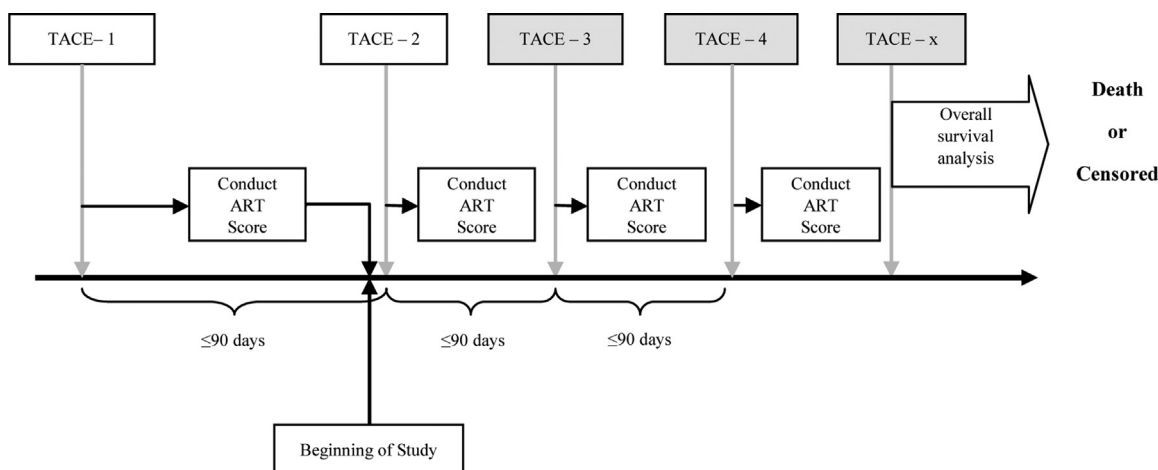 TACE– 1
TACE – 2
TACE – 3
TACE – 4
TACE – x
Overall
survival
analysis
Death
or
Censored
Conduct
ART
Score
Conduct
ART
Score
Conduct
ART
Score
Conduct
ART
Score
≤90 days
≤90 days
≤90 days
Beginning of Study